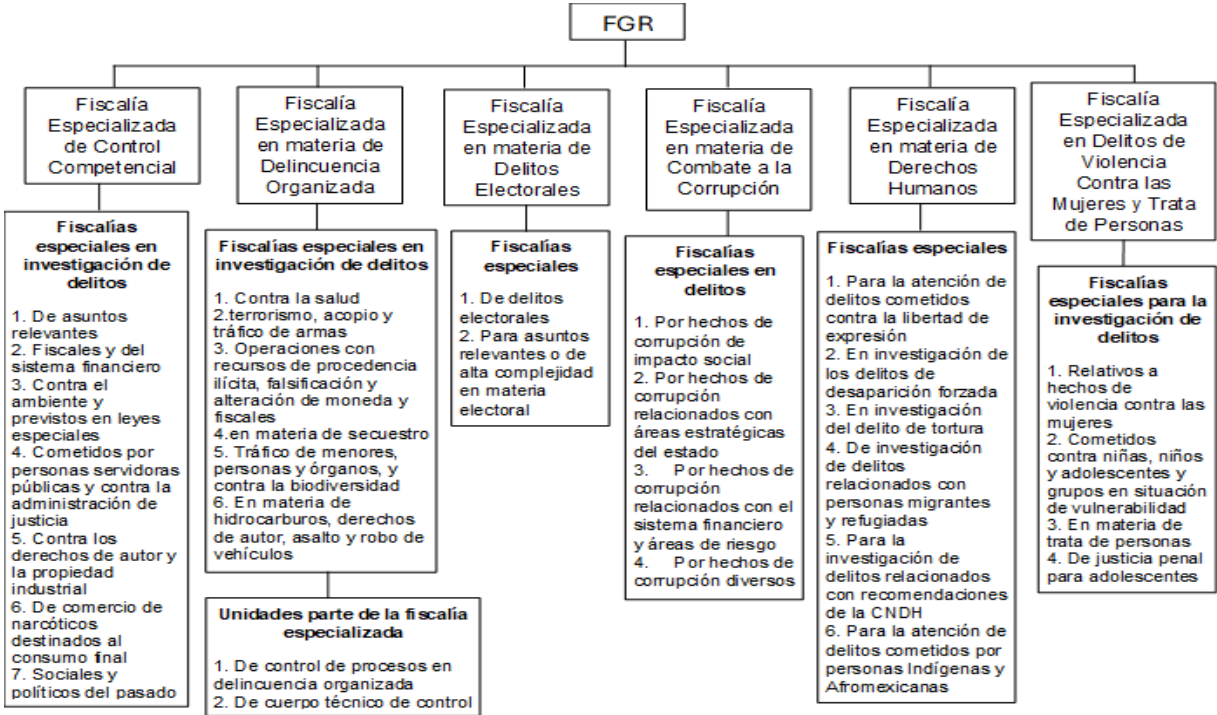 FGR
Fiscalía
Especializada
de Control
Competencial
Fiscalías
especiales en
investigación de
delitos
1. De asuntos
relevantes
2. Fiscales y del
sistema financiero
3. Contra el
ambiente y
previstos en leyes
especiales
4. Cometidos por
personas servidoras
públicas y contra la
administración de
justicia
5. Contra los
derechos de autor y
la propiedad
industrial
6. De comercio de
narcóticos
destinados al
consumo final
7. Sociales y
políticos del pasado
Fiscalía
Especializada
en materia de
Delincuencia
Organizada
Fiscalías especiales en
investigación de delitos
1. Contra la salud
2.terrorismo, acopio y
tráfico de armas
3. Operaciones con
recursos de procedencia
ilícita, falsificación y
alteración de moneda y
fiscales
4.en materia de secuestro
5. Tráfico de menores,
personas y órganos, y
contra la biodiversidad
6. En materia de
hidrocarburos, derechos
de autor, asalto y robo de
vehículos
Unidades parte de la fiscalía
especializada
1. De control de procesos en
delincuencia organizada
2. De cuerpo técnico de control
Fiscalía
Especializada
en materia de
Delitos
Electorales
Fiscalías
especiales
1. De delitos
electorales
2. Para asuntos
relevantes o de
alta complejidad
en materia
electoral
Fiscalía
Especializada
en materia de
Combate a la
Corrupción
Fiscalías
especiales en
delitos
1. Por hechos de
corrupción de
impacto social
2. Por hechos de
corrupción
relacionados con
áreas estratégicas
del estado
3. Por hechos de
corrupción
relacionados con el
sistema financiero
y áreas de riesgo
4. Por hechos de
corrupción diversos
Fiscalía
Especializada
en materia de
Derechos
Humanos
Fiscalías especiales
1. Para la atención de
delitos cometidos
contra la libertad de
expresión
2. En investigación de
los delitos de
desaparición forzada
3. En investigación
del delito de tortura
4. De investigación
de delitos
relacionados con
personas migrantes
y refugiadas
5. Para la
investigación de
delitos relacionados
con recomendaciones
de la CNDH
6. Para la atención de
delitos cometidos por
personas Indígenas y
Afromexicanas
Fiscalía
Especializada
en Delitos de
Violencia
Contra las
Mujeres y Trata
de Personas
Fiscalías
especiales para la
investigación de
delitos
1. Relativos a
hechos de
violencia contra las
mujeres
2. Cometidos
contra niñas, niños
y adolescentes y
grupos en situación
de vulnerabilidad
3. En materia de
trata de personas
4. De justicia penal
para adolescentes